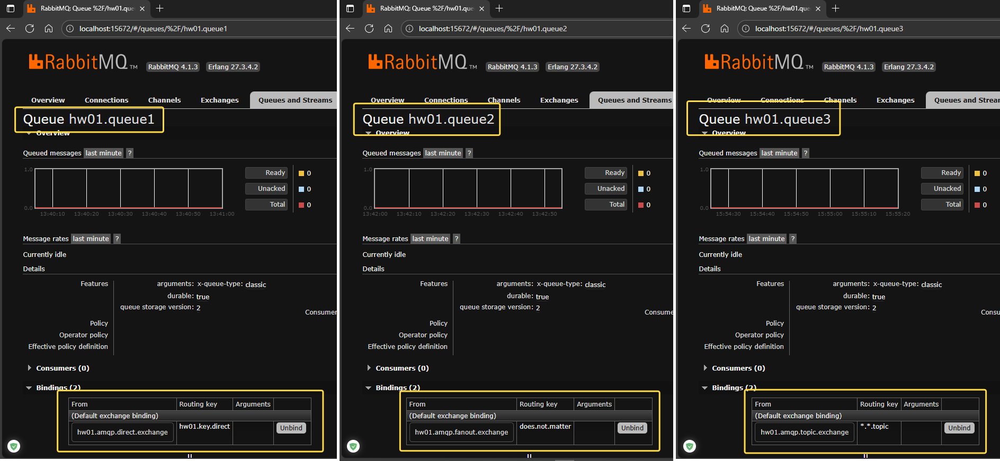 RabbitMQ: Queue %2F/hw01.que
localhost:15672/#/queues/%2F/hw01.queue1
RabbitMQ™ RabbitMQ 4.1.3 Erlang 27.3.4.2
Overview Connections Channels Exchanges Queues and Streams
Queue hw01.queue1
Overview
Queued messages last minute ?
1.0
0.0
13:40:10 13:40:20 13:40:30 13:40:40 13:40:50 13:41:00
Ready 0
Unacked 0
Total 0
Message rates last minute ?
Currently idle
Details
Features arguments: x-queue-type: classic
durable: true
queue storage version: 2
Consumer
Policy
Operator policy
Effective policy definition
Consumers (0)
Bindings (2)
From Routing key Arguments
(Default exchange binding)
hw01.amqp.direct.exchange hw01.key.direct Unbind
RabbitMQ: Queue %2F/hw01.que
localhost:15672/#/queues/%2F/hw01.queue2
RabbitMQ™ RabbitMQ 4.1.3 Erlang 27.3.4.2
Overview Connections Channels Exchanges Queues and Streams
Queue hw01.queue2
Overview
Queued messages last minute ?
1.0
0.0
13:42:00 13:42:10 13:42:20 13:42:30 13:42:40 13:42:50
Ready 0
Unacked 0
Total 0
Message rates last minute ?
Currently idle
Details
Features arguments: x-queue-type: classic
durable: true
queue storage version: 2
Consume
Policy
Operator policy
Effective policy definition
Consumers (0)
Bindings (2)
From Routing key Arguments
(Default exchange binding)
hw01.amqp.fanout.exchange does.not.matter Unbind
RabbitMQ: Queue %2F/hw01.que
localhost:15672/#/queues/%2F/hw01.queue3
RabbitMQ™ RabbitMQ 4.1.3 Erlang 27.3.4.2
Overview Connections Channels Exchanges Queues and Strear
Queue hw01.queue3
Overview
Queued messages last minute ?
1.0
0.0
15:54:30 15:54:40 15:54:50 15:55:00 15:55:10 15:55:20
Ready 0
Unacked 0
Total 0
Message rates last minute ?
Currently idle
Details
Features arguments: x-queue-type: classic
durable: true
queue storage version: 2
Consu
Policy
Operator policy
Effective policy definition
Consumers (0)
Bindings (2)
From Routing key Arguments
(Default exchange binding)
hw01.amqp.topic.exchange *.*.topic Unbind